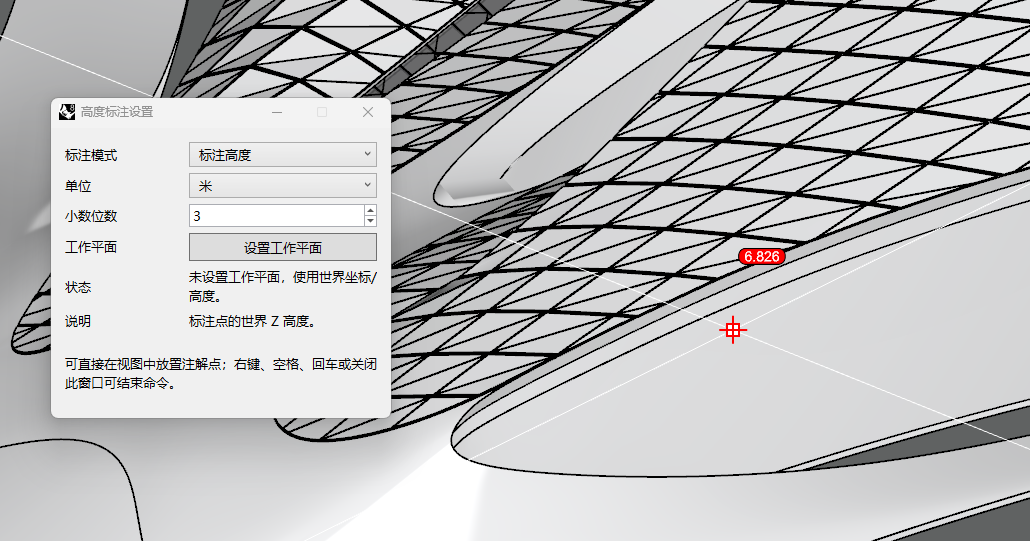 高度标注设置
标注模式 标注高度
单位 米
小数位数 3
工作平面 设置工作平面
状态 未设置工作平面，使用世界坐标/
高度。
说明 标注点的世界 Z 高度。
可直接在视图中放置注解点；右键、空格、回车或关闭
此窗口可结束命令。
6.826